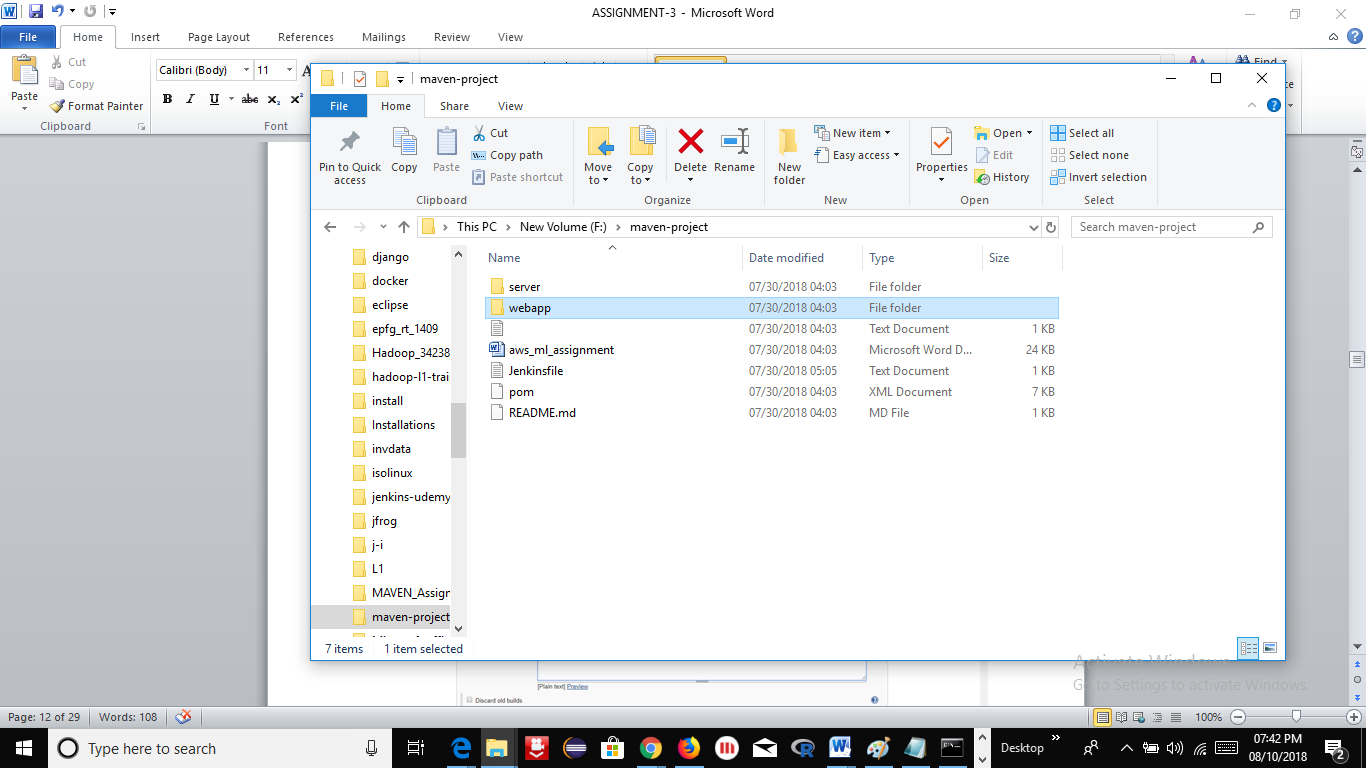 ASSIGNMENT-3 - Microsoft Word
File Home Insert Page Layout References Mailings Review View
Paste
Cut
Copy
Format Painter
Clipboard
Calibri (Body) 11
B I U abc x₂ x²
Font
Find
maven-project
File Home Share View
Pin to Quick access
Copy
Paste
Cut
Copy path
Paste shortcut
Clipboard
Move to
Copy to
Delete
Rename
Organize
New folder
New item
Easy access
New
Properties
Open
Edit
History
Open
Select all
Select none
Invert selection
Select
This PC New Volume (F:) maven-project
Search maven-project
django
docker
eclipse
epfg_rt_1409
Hadoop_34238
hadoop-l1-trai
install
Installations
invdata
isolinux
jenkins-udemy
jfrog
j-i
L1
MAVEN_Assigr
maven-project
Name Date modified Type Size
server 07/30/2018 04:03 File folder
webapp 07/30/2018 04:03 File folder
07/30/2018 04:03 Text Document 1 KB
aws_ml_assignment 07/30/2018 04:03 Microsoft Word D... 24 KB
Jenkinsfile 07/30/2018 05:05 Text Document 1 KB
pom 07/30/2018 04:03 XML Document 7 KB
README.md 07/30/2018 04:03 MD File 1 KB
7 items 1 item selected
Activate Windows
Go to Settings to activate Windows.
[Plain text] Preview
Discard old builds
Page: 12 of 29 Words: 108
100%
Type here to search
Desktop
07:42 PM
08/10/2018
2